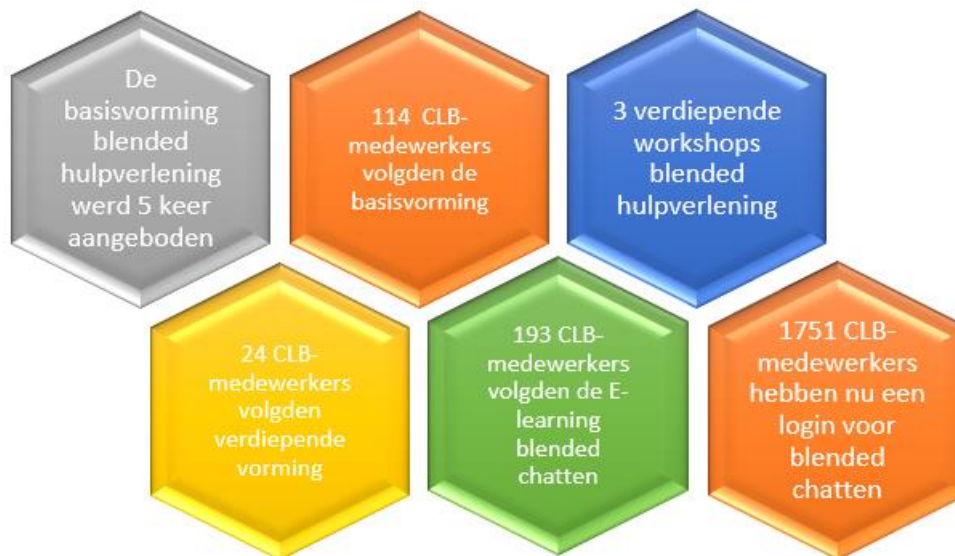 De
basisvorming
blended
hulpverlening
werd 5 keer
aangeboden
114 CLB-
medewerkers
volgden de
basisvorming
3 verdiepende
workshops
blended
hulpverlening
24 CLB-
medewerkers
volgden
verdiepende
vorming
193 CLB-
medewerkers
volgden de E-
learning
blended
chatten
1751 CLB-
medewerkers
hebben nu een
login voor
blended
chatten